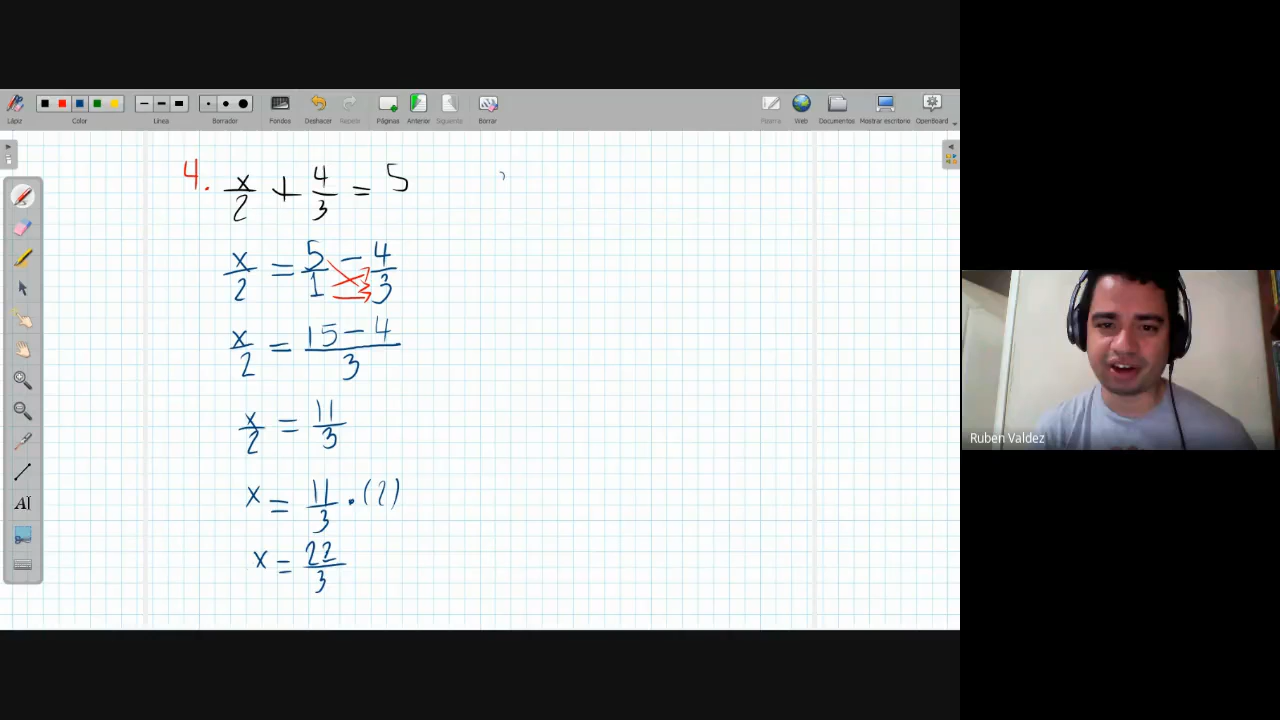 Lápiz Color Línea Borrador Fondos Deshacer Repetir Páginas Anterior Siguiente Borrar Pizarra Web Documentos Mostrar escritorio OpenBoard
4. x/2 + 4/3 = 5
x/2 = 5/1 - 4/3
x/2 = (15 - 4)/3
x/2 = 11/3
x = 11/3 · (2)
x = 22/3
AI
Ruben Valdez